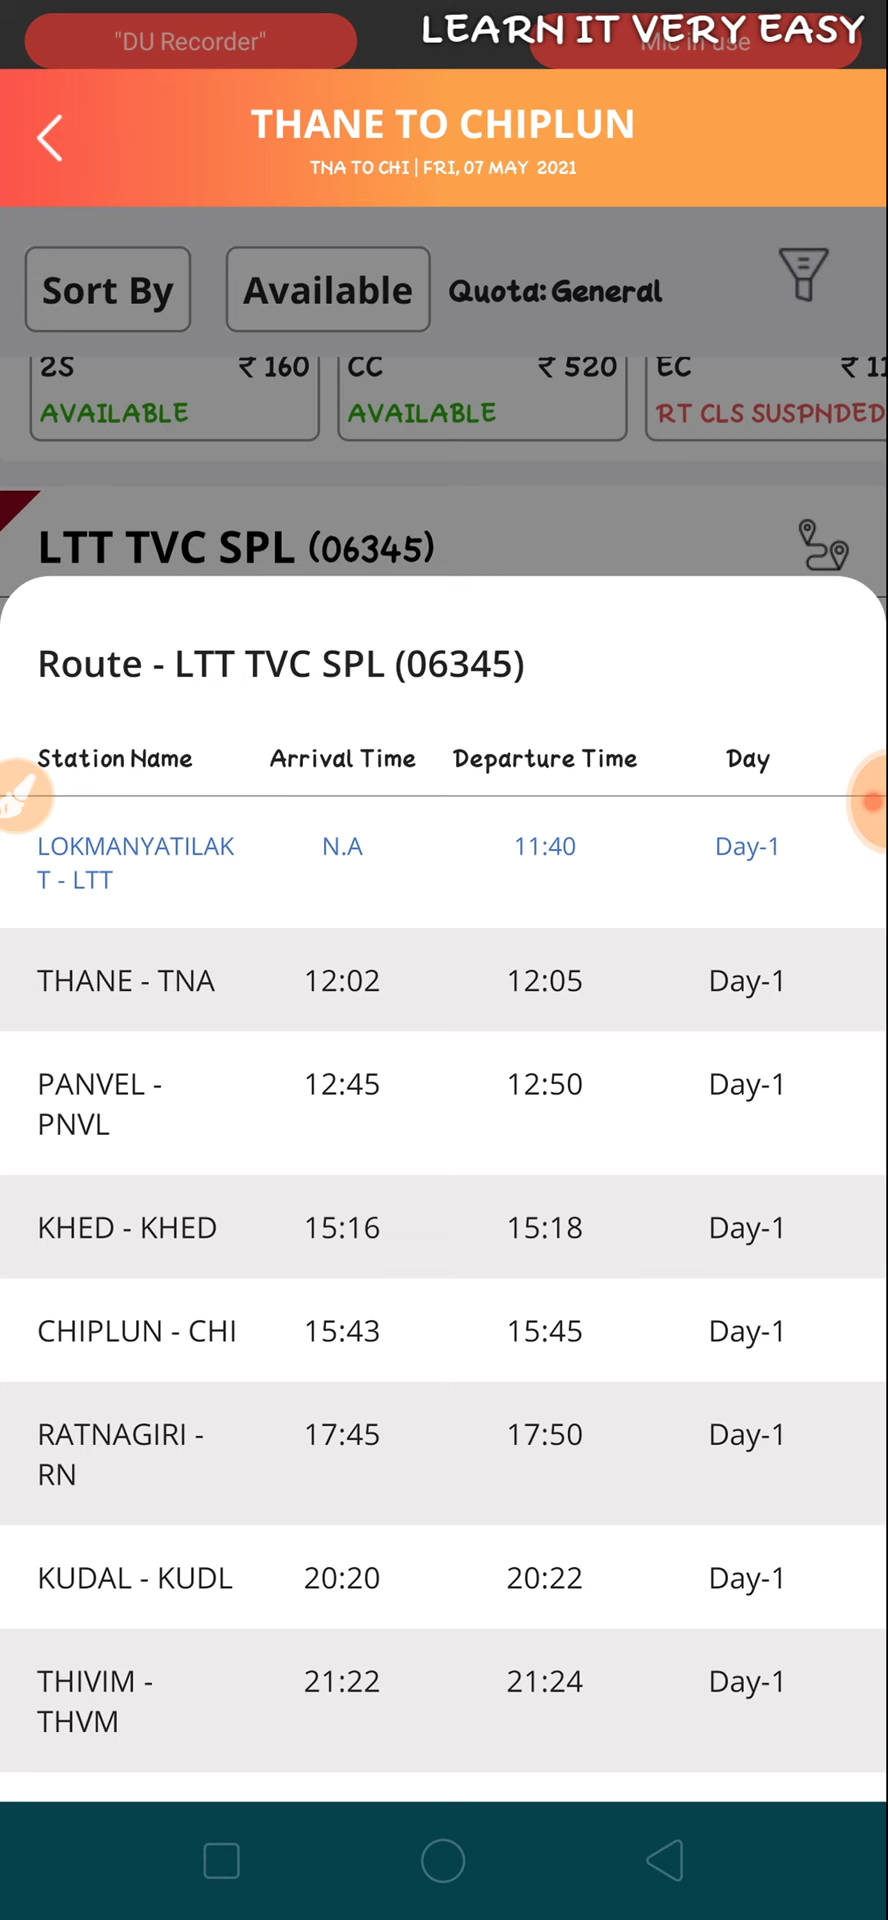 "DU Recorder"
LEARN IT VERY EASY
Mic in use
THANE TO CHIPLUN
TNA TO CHI | FRI, 07 MAY 2021
Sort By
Available
Quota: General
2S ₹ 160
CC ₹ 520
EC ₹ 11
AVAILABLE
AVAILABLE
RT CLS SUSPNDED
LTT TVC SPL (06345)
Route - LTT TVC SPL (06345)
Station Name Arrival Time Departure Time Day
LOKMANYATILAK N.A 11:40 Day-1
T - LTT
THANE - TNA 12:02 12:05 Day-1
PANVEL - 12:45 12:50 Day-1
PNVL
KHED - KHED 15:16 15:18 Day-1
CHIPLUN - CHI 15:43 15:45 Day-1
RATNAGIRI - 17:45 17:50 Day-1
RN
KUDAL - KUDL 20:20 20:22 Day-1
THIVIM - 21:22 21:24 Day-1
THVM